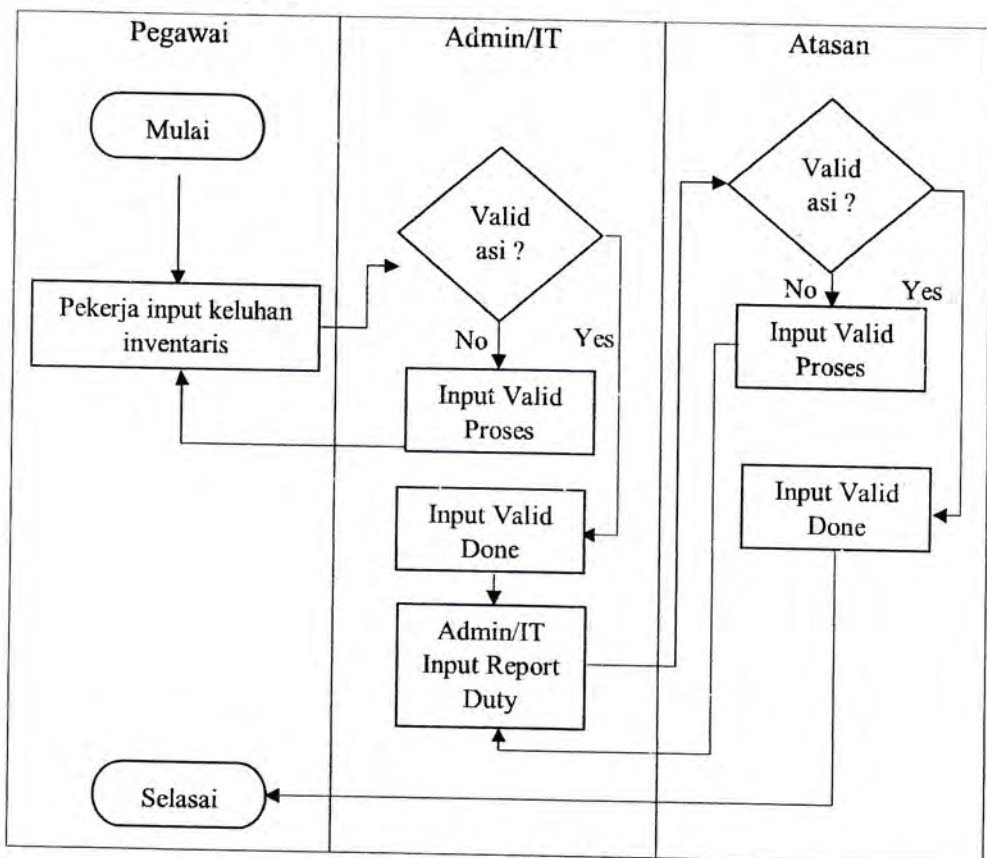 Pegawai
Admin/IT
Atasan
Mulai
Pekerja input keluhan
inventaris
Valid
asi ?
No
Yes
Input Valid
Proses
Input Valid
Done
Admin/IT
Input Report
Duty
Valid
asi ?
No
Yes
Input Valid
Proses
Input Valid
Done
Selasai